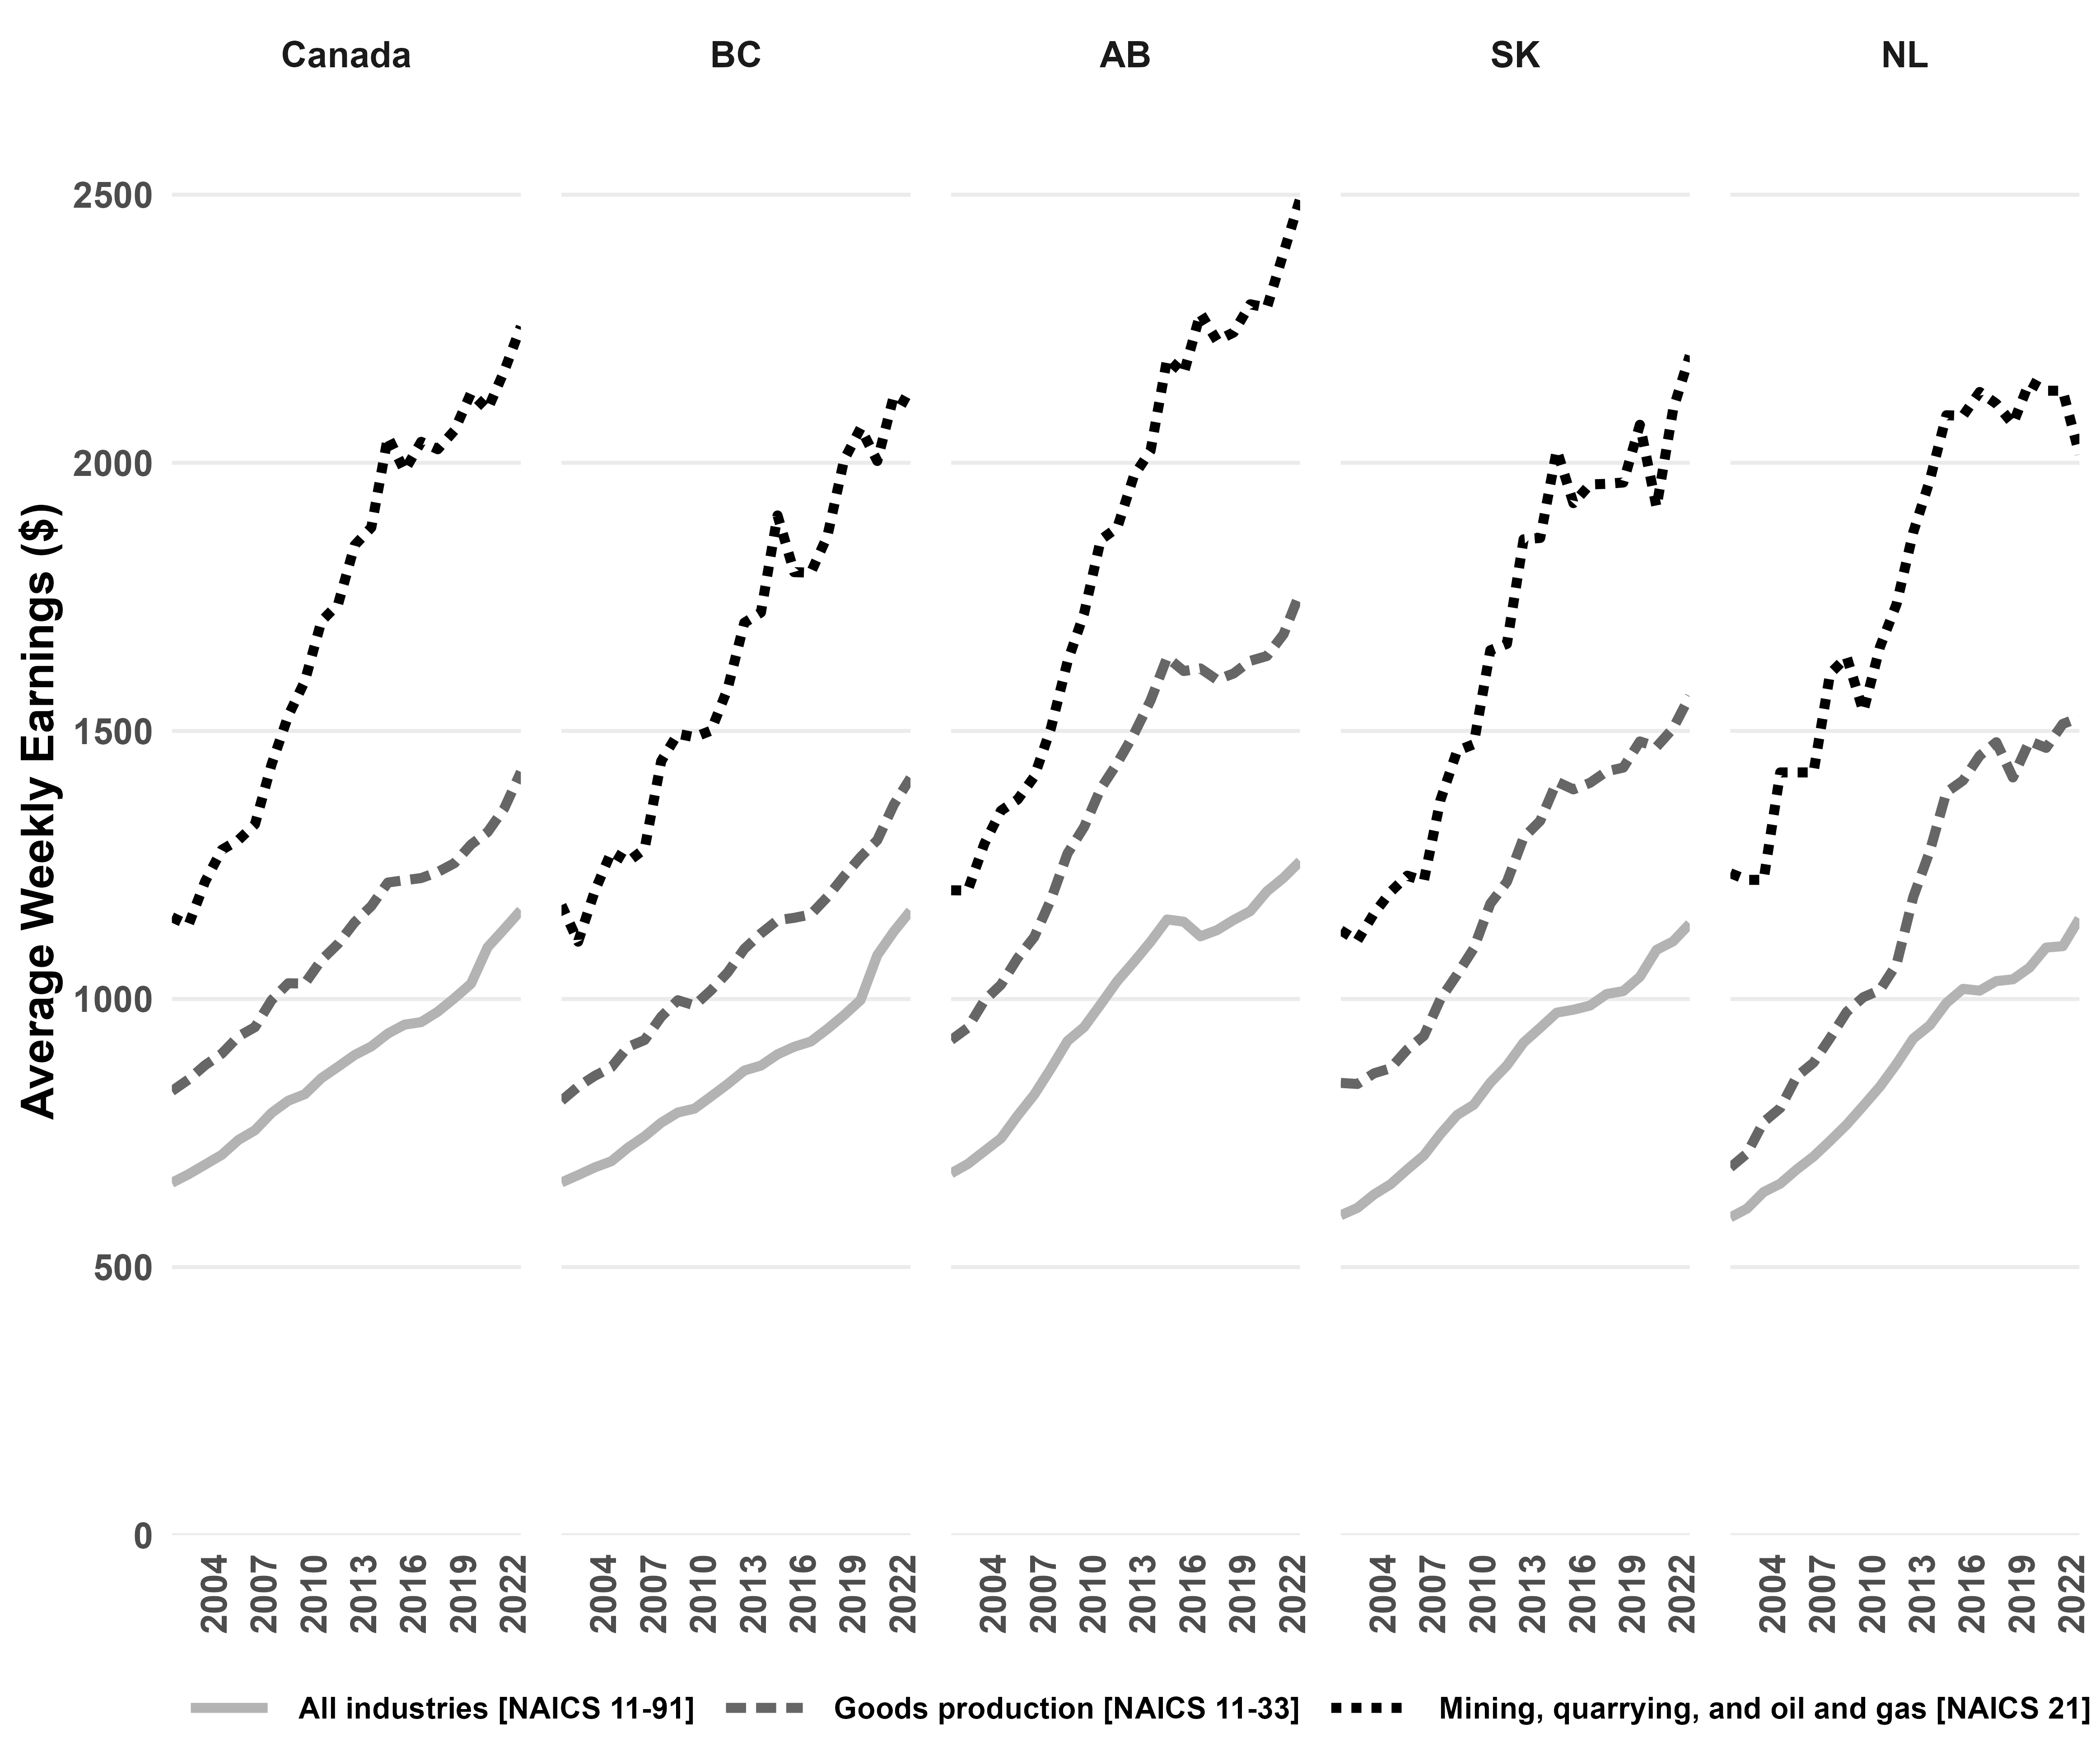 Canada BC AB SK NL
Average Weekly Earnings ($)
2500
2000
1500
1000
500
0
2004 2007 2010 2013 2016 2019 2022 2004 2007 2010 2013 2016 2019 2022 2004 2007 2010 2013 2016 2019 2022 2004 2007 2010 2013 2016 2019 2022 2004 2007 2010 2013 2016 2019 2022
All industries [NAICS 11-91] Goods production [NAICS 11-33] Mining, quarrying, and oil and gas [NAICS 21]